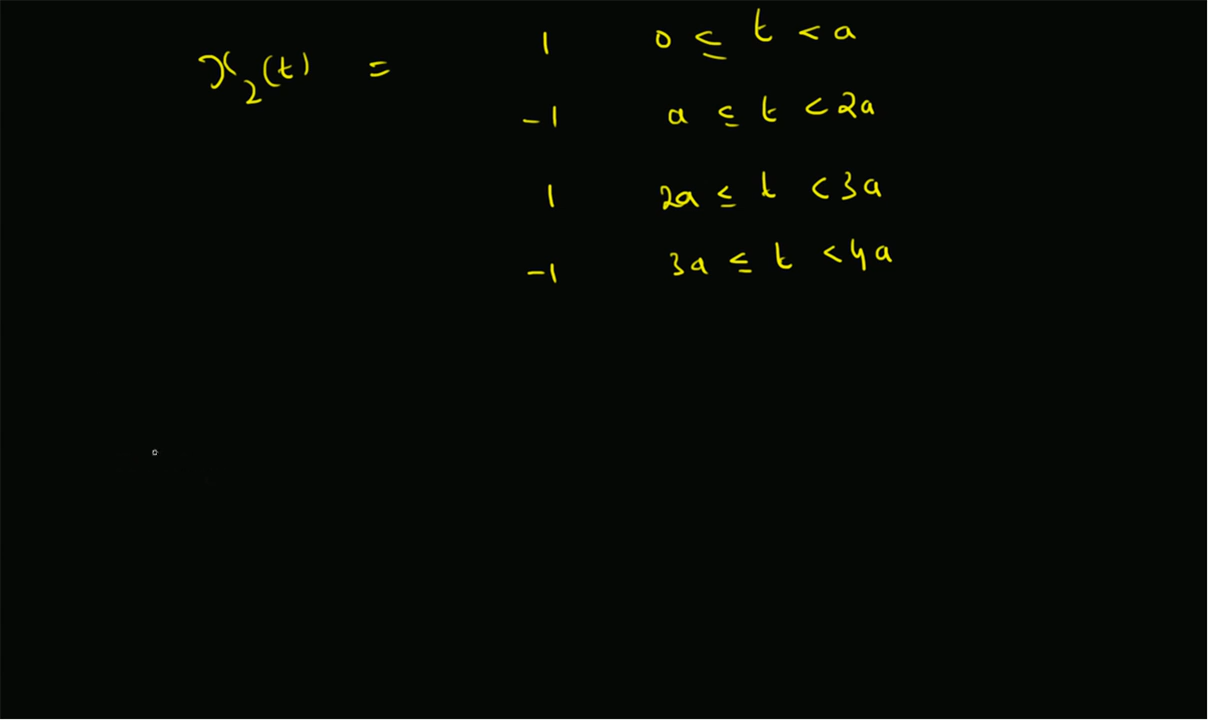 x₂(t) = 1 0 ≤ t < a
-1 a ≤ t < 2a
1 2a ≤ t < 3a
-1 3a ≤ t < 4a